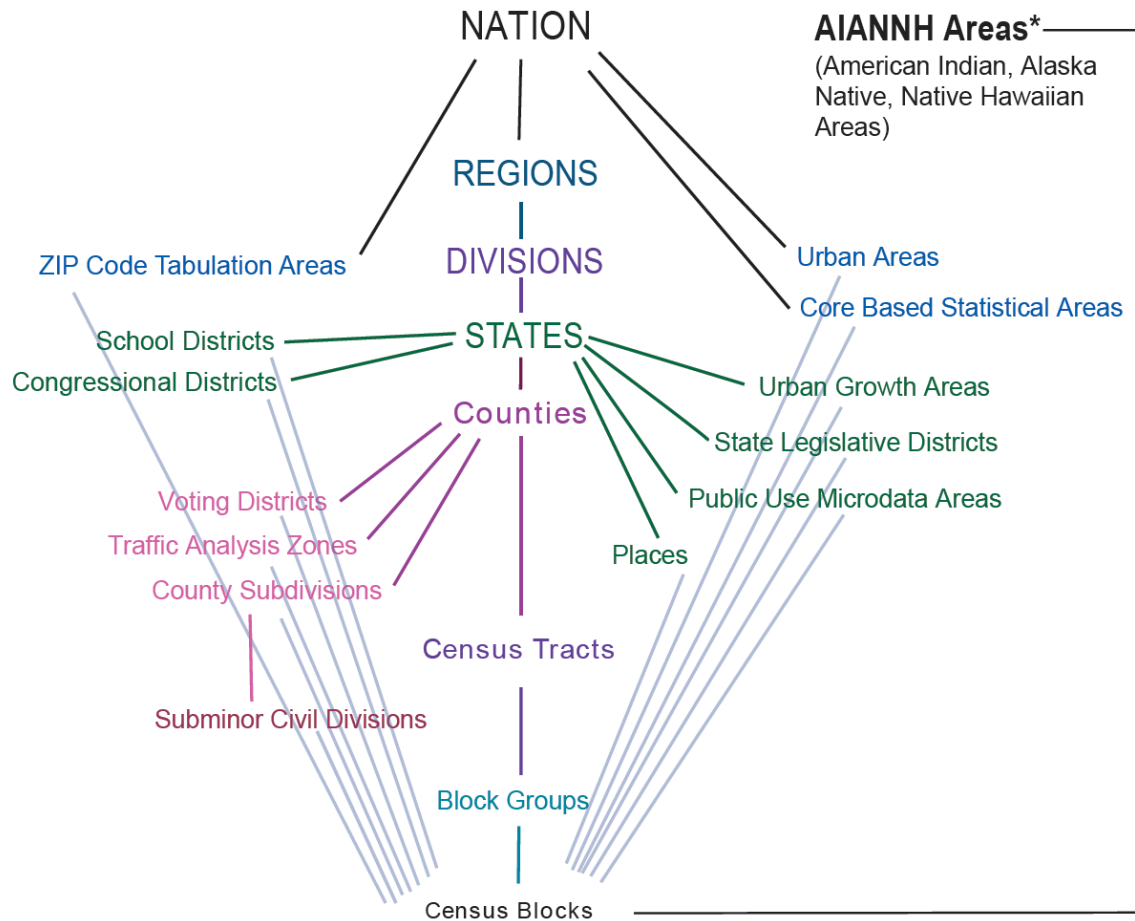 NATION
AIANNH Areas*
(American Indian, Alaska
Native, Native Hawaiian
Areas)
REGIONS
DIVISIONS
ZIP Code Tabulation Areas
Urban Areas
Core Based Statistical Areas
STATES
School Districts
Congressional Districts
Urban Growth Areas
Counties
State Legislative Districts
Voting Districts
Public Use Microdata Areas
Traffic Analysis Zones
Places
County Subdivisions
Census Tracts
Subminor Civil Divisions
Block Groups
Census Blocks